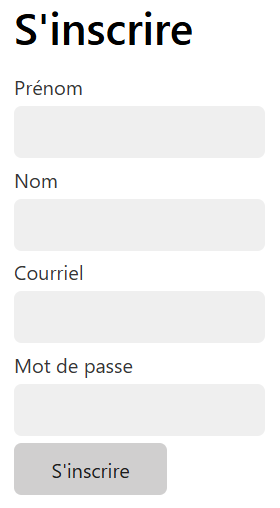 S'inscrire
Prénom
Nom
Courriel
Mot de passe
S'inscrire